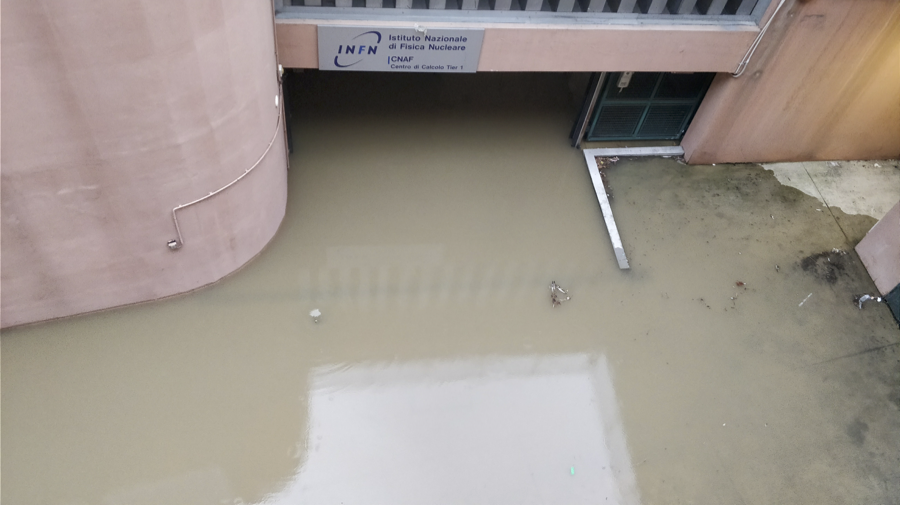 INFN
Istituto Nazionale
di Fisica Nucleare
CNAF
Centro di Calcolo Tier 1